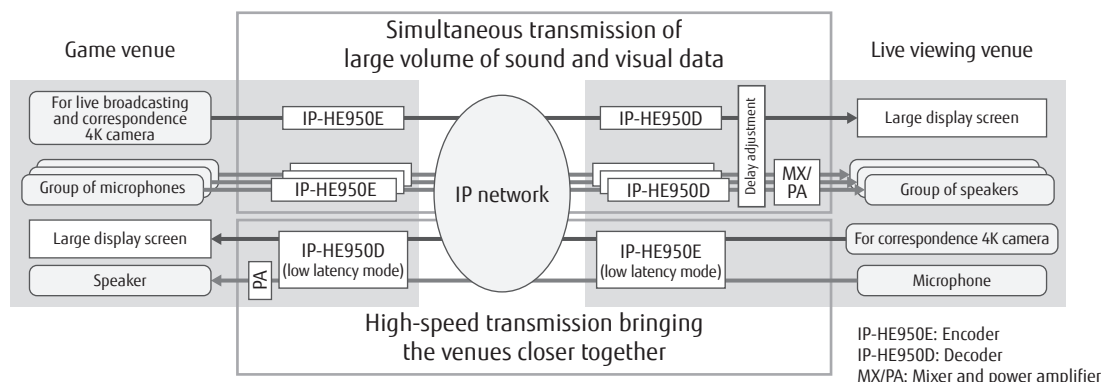 Simultaneous transmission of
large volume of sound and visual data
Game venue
Live viewing venue
For live broadcasting
and correspondence
4K camera
IP-HE950E
IP-HE950D
Delay adjustment
Large display screen
Group of microphones
IP-HE950E
IP network
IP-HE950D
MX/
PA
Group of speakers
Large display screen
IP-HE950D
(low latency mode)
IP-HE950E
(low latency mode)
For correspondence 4K camera
Speaker
PA
Microphone
High-speed transmission bringing
the venues closer together
IP-HE950E: Encoder
IP-HE950D: Decoder
MX/PA: Mixer and power amplifier